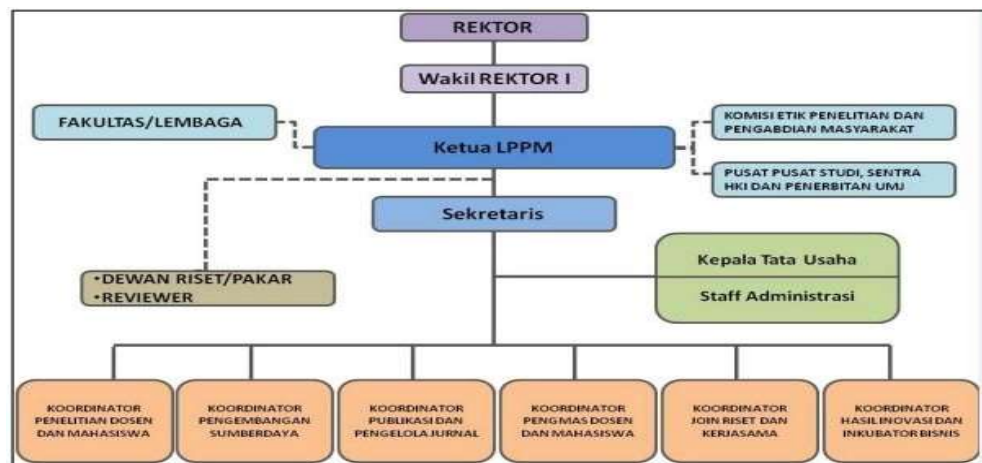 REKTOR
Wakil REKTOR I
FAKULTAS/LEMBAGA
KOMISI ETIK PENELITIAN DAN
PENGABDIAN MASYARAKAT
Ketua LPPM
PUSAT PUSAT STUDI, SENTRA
HKI DAN PENERBITAN UMJ
Sekretaris
Kepala Tata Usaha
Staff Administrasi
•DEWAN RISET/PAKAR
•REVIEWER
KOORDINATOR
PENELITIAN DOSEN
DAN MAHASISWA
KOORDINATOR
PENGEMBANGAN
SUMBERDAYA
KOORDINATOR
PUBLIKASI DAN
PENGELOLA JURNAL
KOORDINATOR
PENGMAS DOSEN
DAN MAHASISWA
KOORDINATOR
JOIN RISET DAN
KERJASAMA
KOORDINATOR
HASIL INOVASI DAN
INKUBATOR BISNIS